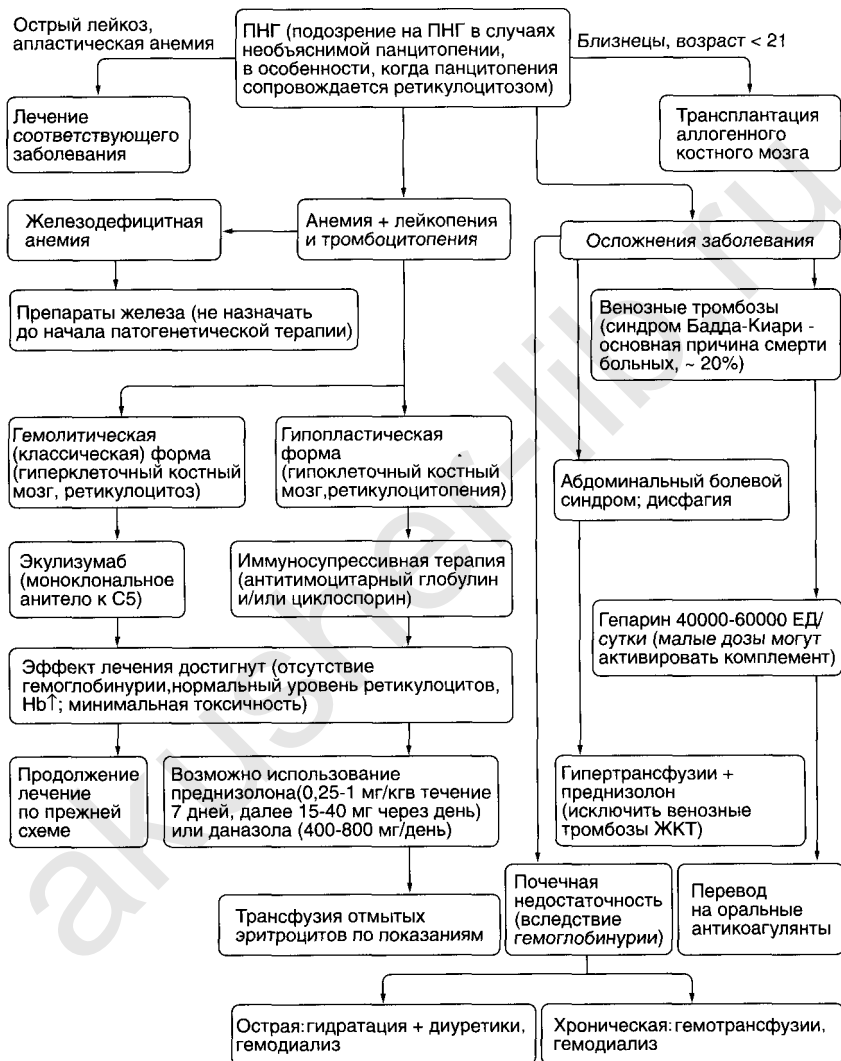 Острый лейкоз,
апластическая анемия
ПНГ (подозрение на ПНГ в случаях
необъяснимой панцитопении,
в особенности, когда панцитопения
сопровождается ретикулоцитозом)
Близнецы, возраст < 21
Лечение
соответствующего
заболевания
Трансплантация
аллогенного
костного мозга
Железодефицитная
анемия
Анемия + лейкопения
и тромбоцитопения
Осложнения заболевания
Препараты железа (не назначать
до начала патогенетической терапии)
Венозные тромбозы
(синдром Бадда-Киари -
основная причина смерти
больных, ~ 20%)
Гемолитическая
(классическая) форма
(гиперклеточный костный
мозг, ретикулоцитоз)
Гипопластическая
форма
(гипоклеточный костный
мозг,ретикулоцитопения)
Абдоминальный болевой
синдром; дисфагия
Экулизумаб
(моноклональное
анитело к С5)
Иммуносупрессивная терапия
(антитимоцитарный глобулин
и/или циклоспорин)
Гепарин 40000-60000 ЕД/
сутки (малые дозы могут
активировать комплемент)
Эффект лечения достигнут (отсутствие
гемоглобинурии,нормальный уровень ретикулоцитов,
Hb↑; минимальная токсичность)
Продолжение
лечение
по прежней
схеме
Возможно использование
преднизолона(0,25-1 мг/кгв течение
7 дней, далее 15-40 мг через день)
или даназола (400-800 мг/день)
Гипертрансфузии +
преднизолон
(исключить венозные
тромбозы ЖКТ)
Трансфузия отмытых
эритроцитов по показаниям
Почечная
недостаточность
(вследствие
гемоглобинурии)
Перевод
на оральные
антикоагулянты
Острая:гидратация + диуретики,
гемодиализ
Хроническая:гемотрансфузии,
гемодиализ
akusher-lib.ru